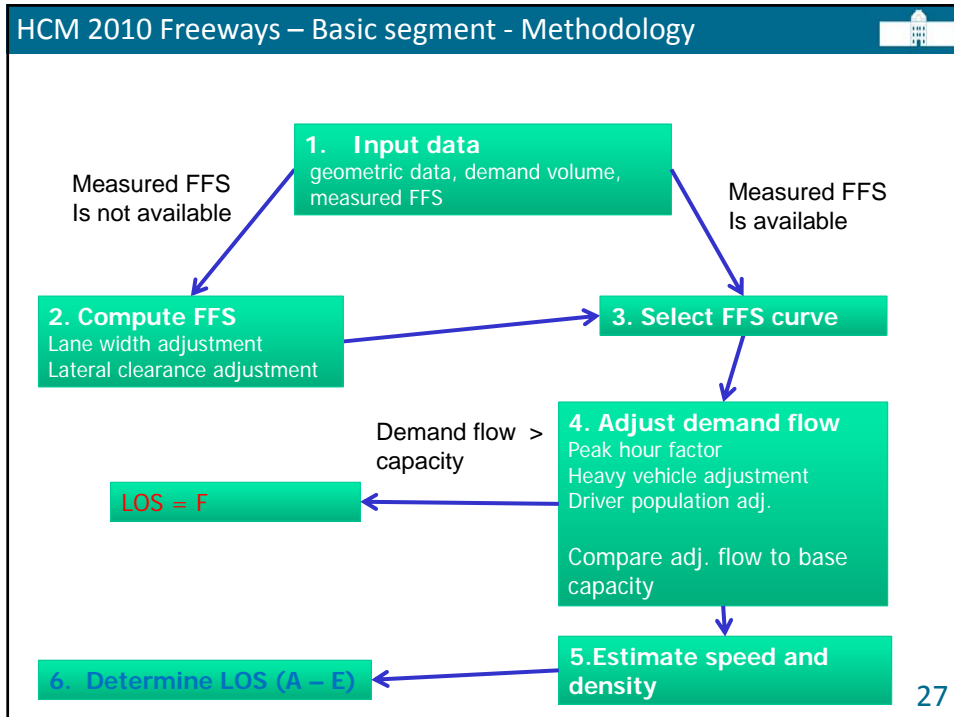 HCM 2010 Freeways – Basic segment - Methodology
1. Input data
geometric data, demand volume,
measured FFS
Measured FFS
Is not available
Measured FFS
Is available
2. Compute FFS
Lane width adjustment
Lateral clearance adjustment
3. Select FFS curve
4. Adjust demand flow
Peak hour factor
Heavy vehicle adjustment
Driver population adj.
Compare adj. flow to base
capacity
Demand flow >
capacity
LOS = F
5.Estimate speed and
density
6. Determine LOS (A – E)
27